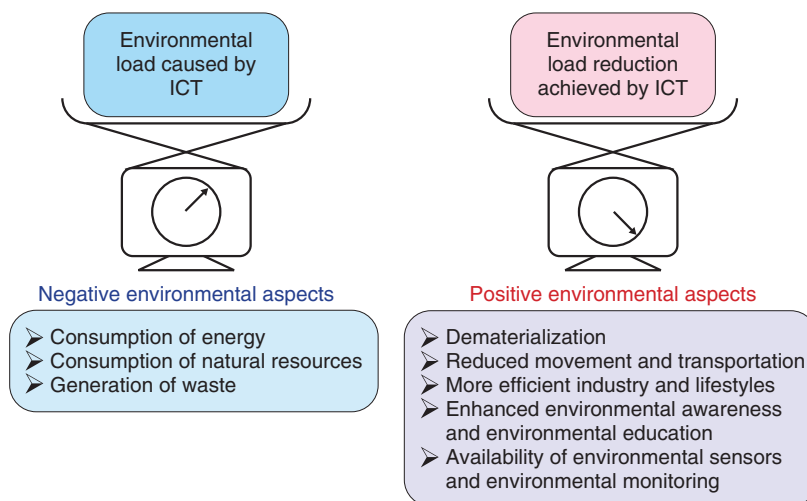 Environmental
load caused by
ICT
Negative environmental aspects
➢ Consumption of energy
➢ Consumption of natural resources
➢ Generation of waste
Environmental
load reduction
achieved by ICT
Positive environmental aspects
➢ Dematerialization
➢ Reduced movement and transportation
➢ More efficient industry and lifestyles
➢ Enhanced environmental awareness
and environmental education
➢ Availability of environmental sensors
and environmental monitoring